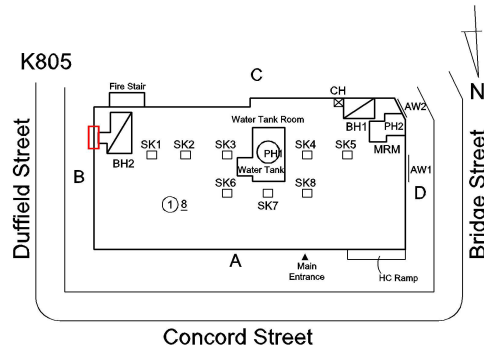 K805
N
Fire Stair
C
CH
AW2
Water Tank Room
BH1
PH2
SK1
SK2
SK3
PH1
SK4
SK5
MRM
BH2
Water Tank
AW1
B
D
SK6
SK7
SK8
1 8
A
Main
Entrance
HC Ramp
Duffield Street
Bridge Street
Concord Street